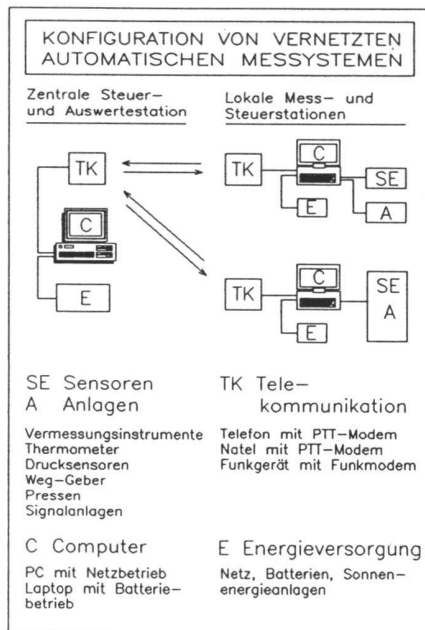 KONFIGURATION VON VERNETZTEN
AUTOMATISCHEN MESSYSTEMEN
Zentrale Steuer-
und Auswertestation
Lokale Mess- und
Steuerstationen
TK
C
E
TK
C
SE
E
A
TK
C
SE
A
E
SE Sensoren
A Anlagen
Vermessungsinstrumente
Thermometer
Drucksensoren
Weg-Geber
Pressen
Signalanlagen
TK Tele-
kommunikation
Telefon mit PTT-Modem
Natel mit PTT-Modem
Funkgerät mit Funkmodem
C Computer
PC mit Netzbetrieb
Laptop mit Batterie-
betrieb
E Energieversorgung
Netz, Batterien, Sonnen-
energieanlagen